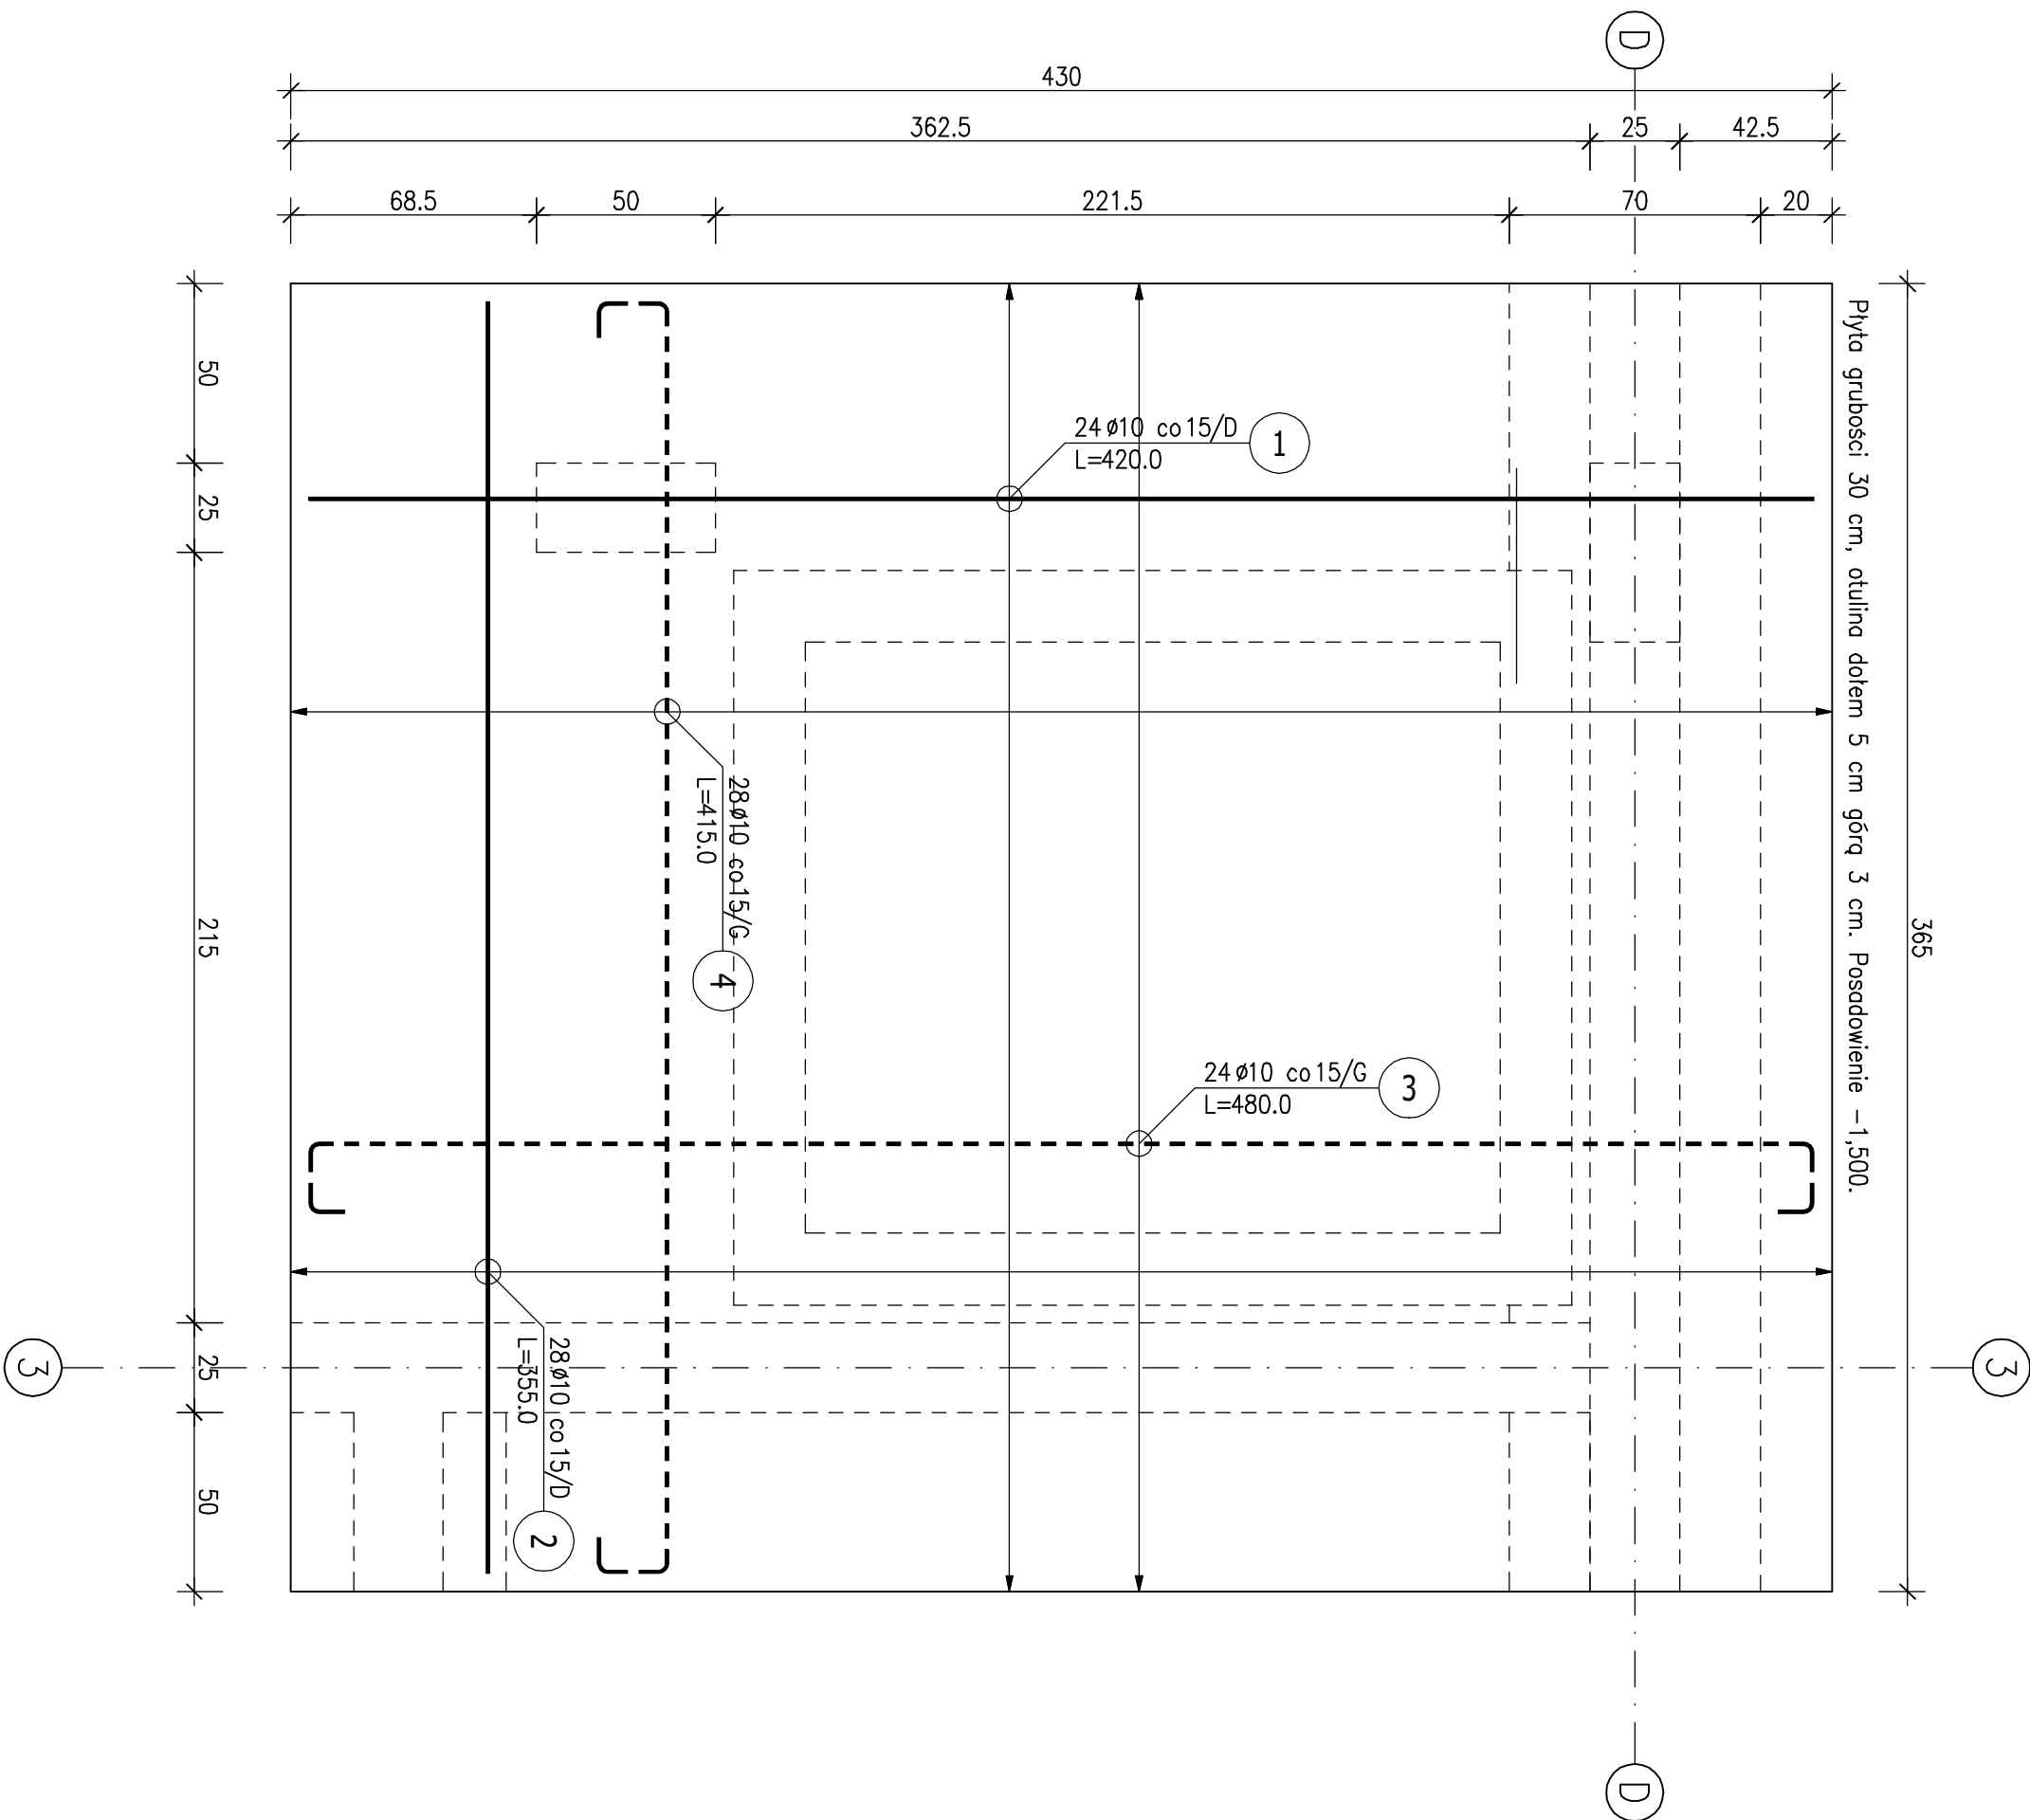 D
430
362.5
25
42.5
68.5
50
221.5
70
20
Płyta grubości 30 cm, otulina dołem 5 cm górą 3 cm. Posadowienie -1,500.
365
50
25
215
25
50
24ø10 co15/D
L=420.0
1
28ø10 co15/G
L=415.0
4
24ø10 co15/G
L=480.0
3
28ø10 co15/D
L=355.0
2
3
3
D